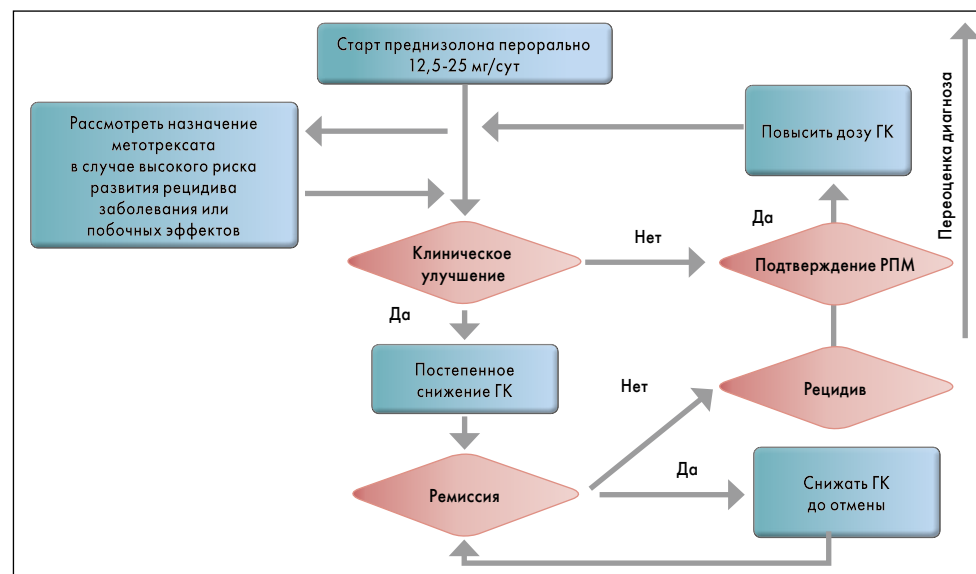 Старт преднизолона перорально
12,5-25 мг/сут
Рассмотреть назначение
метотрексата
в случае высокого риска
развития рецидива
заболевания или
побочных эффектов
Повысить дозу ГК
Переоценка диагноза
Клиническое
улучшение
Нет
Да
Подтверждение РПМ
Да
Постепенное
снижение ГК
Нет
Рецидив
Ремиссия
Да
Снижать ГК
до отмены